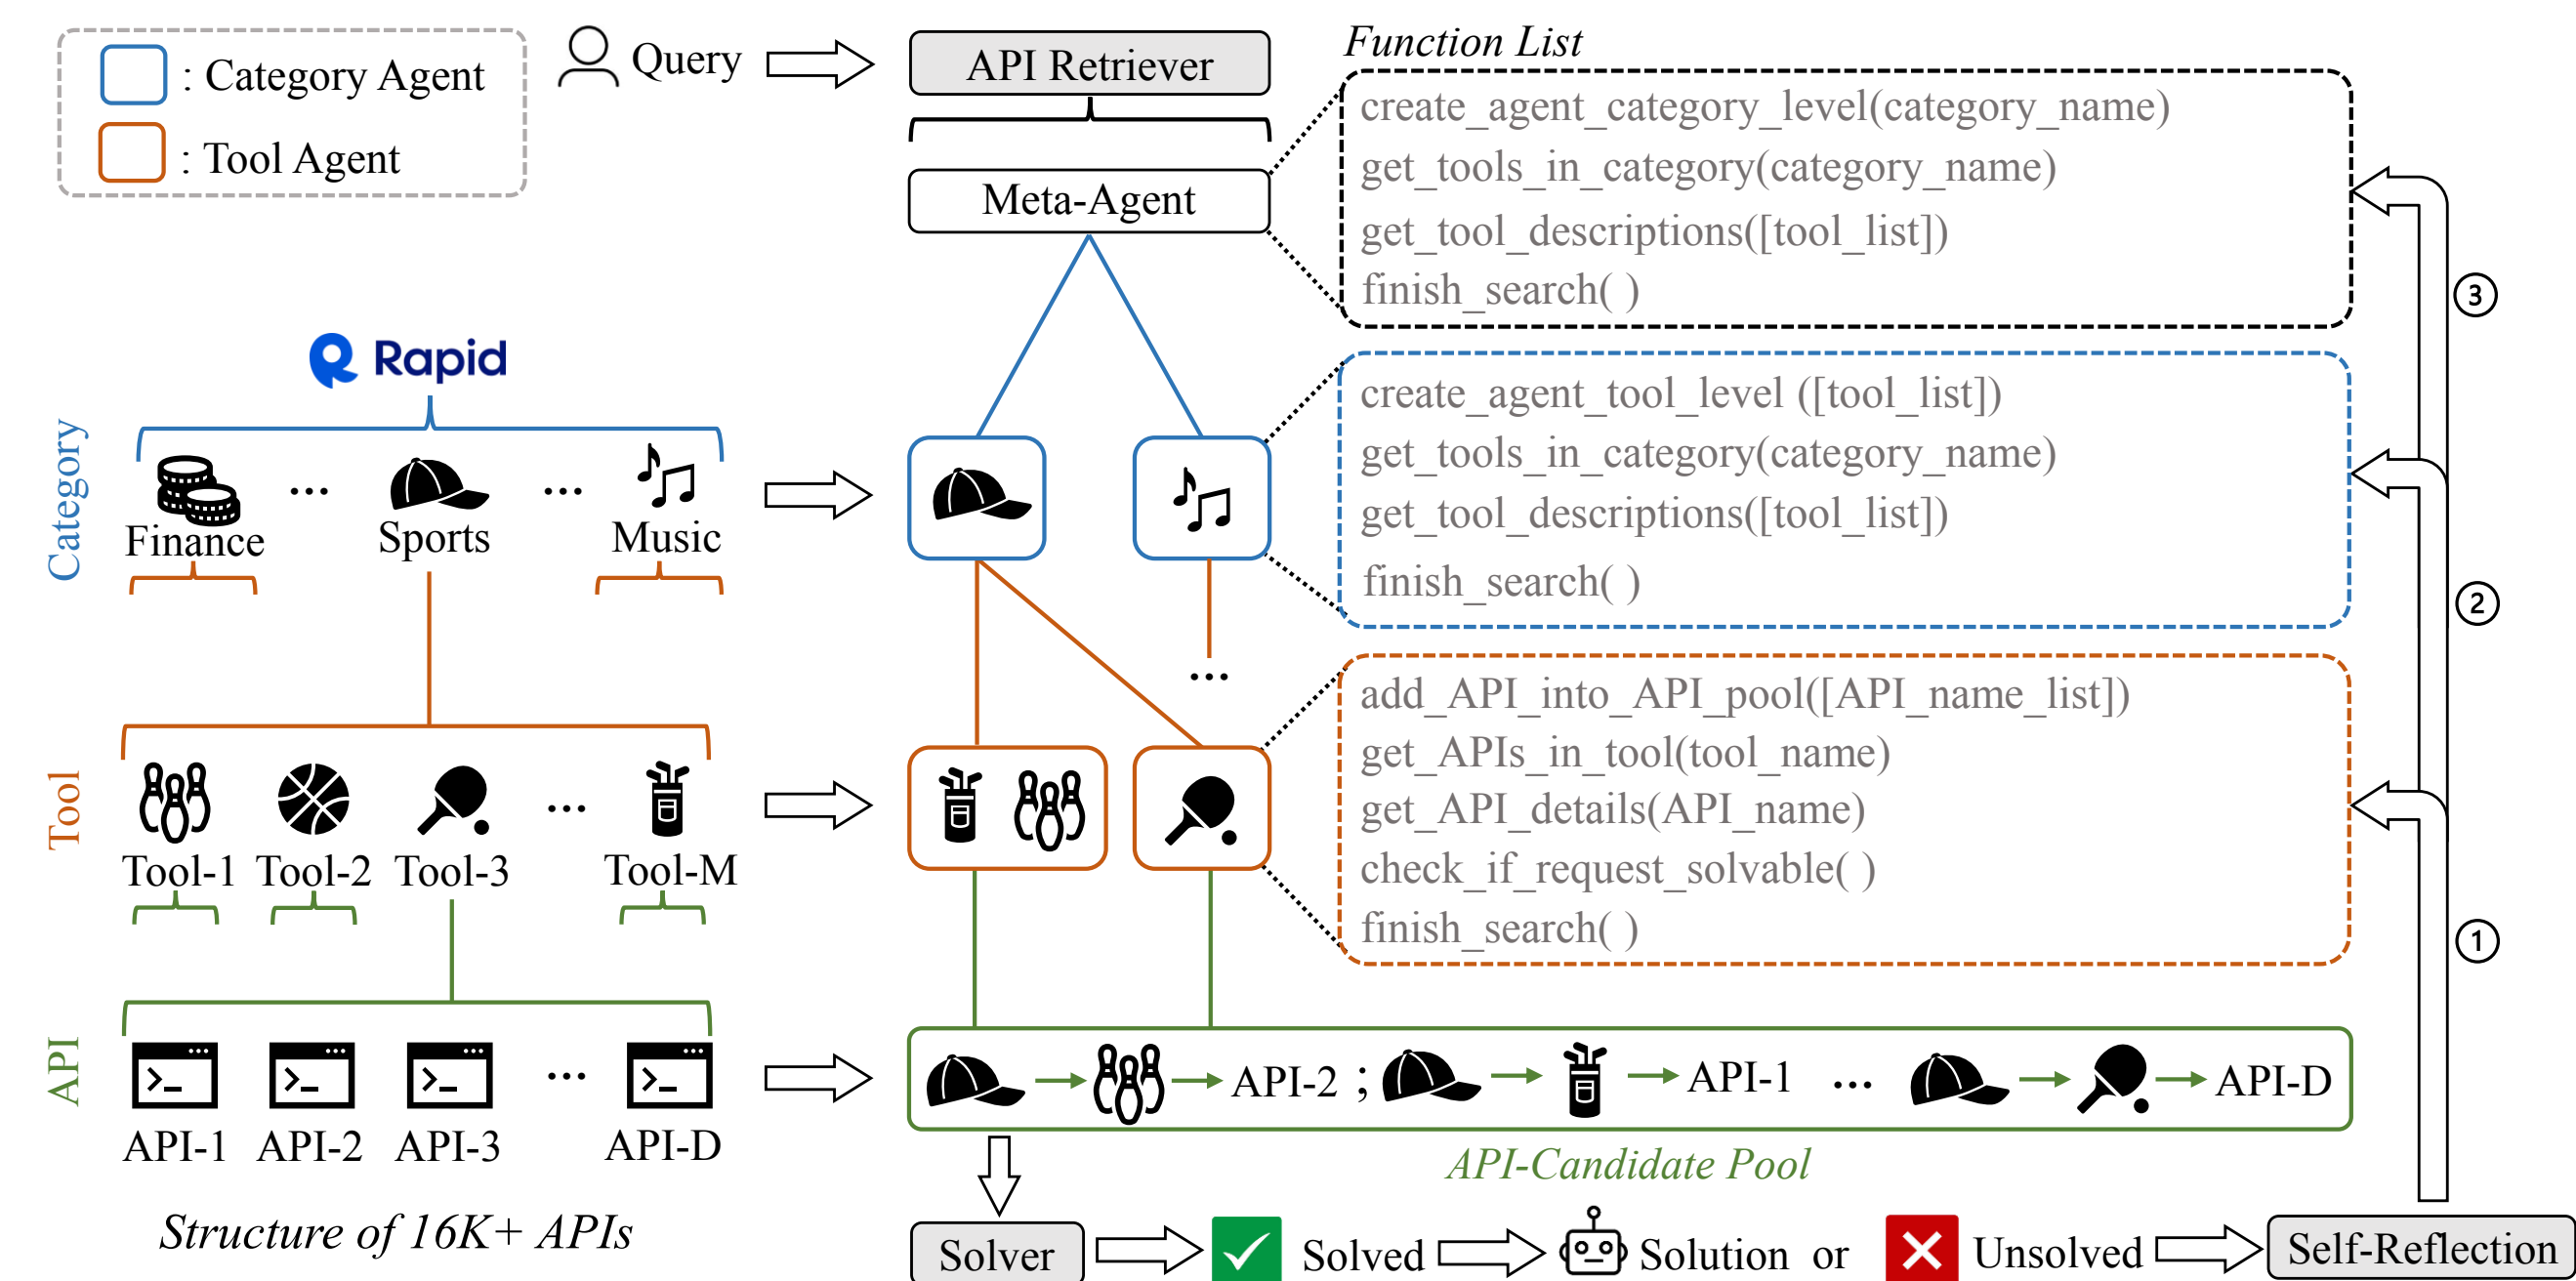 : Category Agent
: Tool Agent
Query
API Retriever
Meta-Agent
Function List
create_agent_category_level(category_name)
get_tools_in_category(category_name)
get_tool_descriptions([tool_list])
finish_search( )
③
Rapid
Category
Finance
...
Sports
...
Music
create_agent_tool_level ([tool_list])
get_tools_in_category(category_name)
get_tool_descriptions([tool_list])
finish_search( )
②
...
Tool
Tool-1 Tool-2 Tool-3 ... Tool-M
add_API_into_API_pool([API_name_list])
get_APIs_in_tool(tool_name)
get_API_details(API_name)
check_if_request_solvable( )
finish_search( )
①
API
API-1 API-2 API-3 ... API-D
API-2 ; API-1 ... API-D
API-Candidate Pool
Structure of 16K+ APIs
Solver Solved Solution or Unsolved Self-Reflection